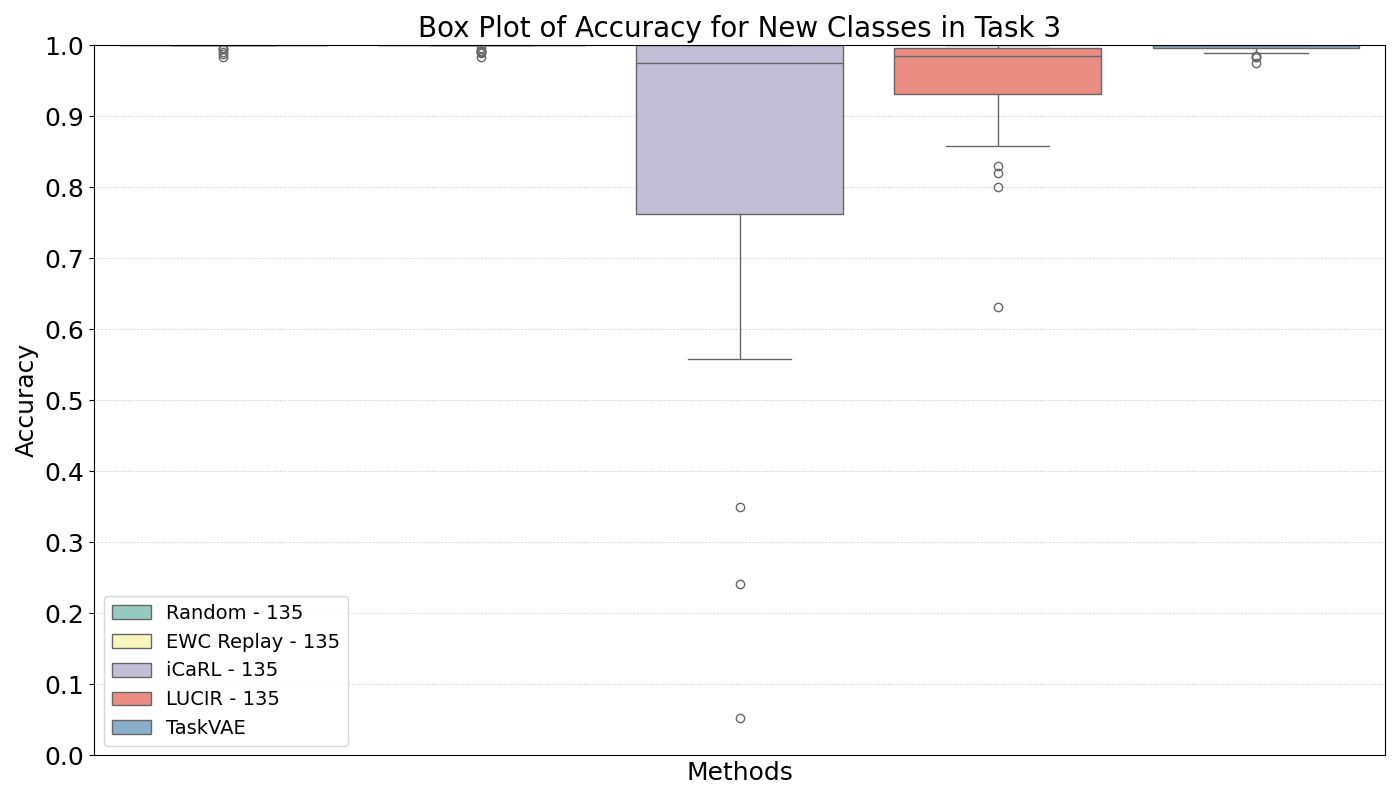 Box Plot of Accuracy for New Classes in Task 3
1.0
0.9
0.8
0.7
0.6
0.5
0.4
0.3
0.2
0.1
0.0
Accuracy
Random - 135
EWC Replay - 135
iCaRL - 135
LUCIR - 135
TaskVAE
Methods